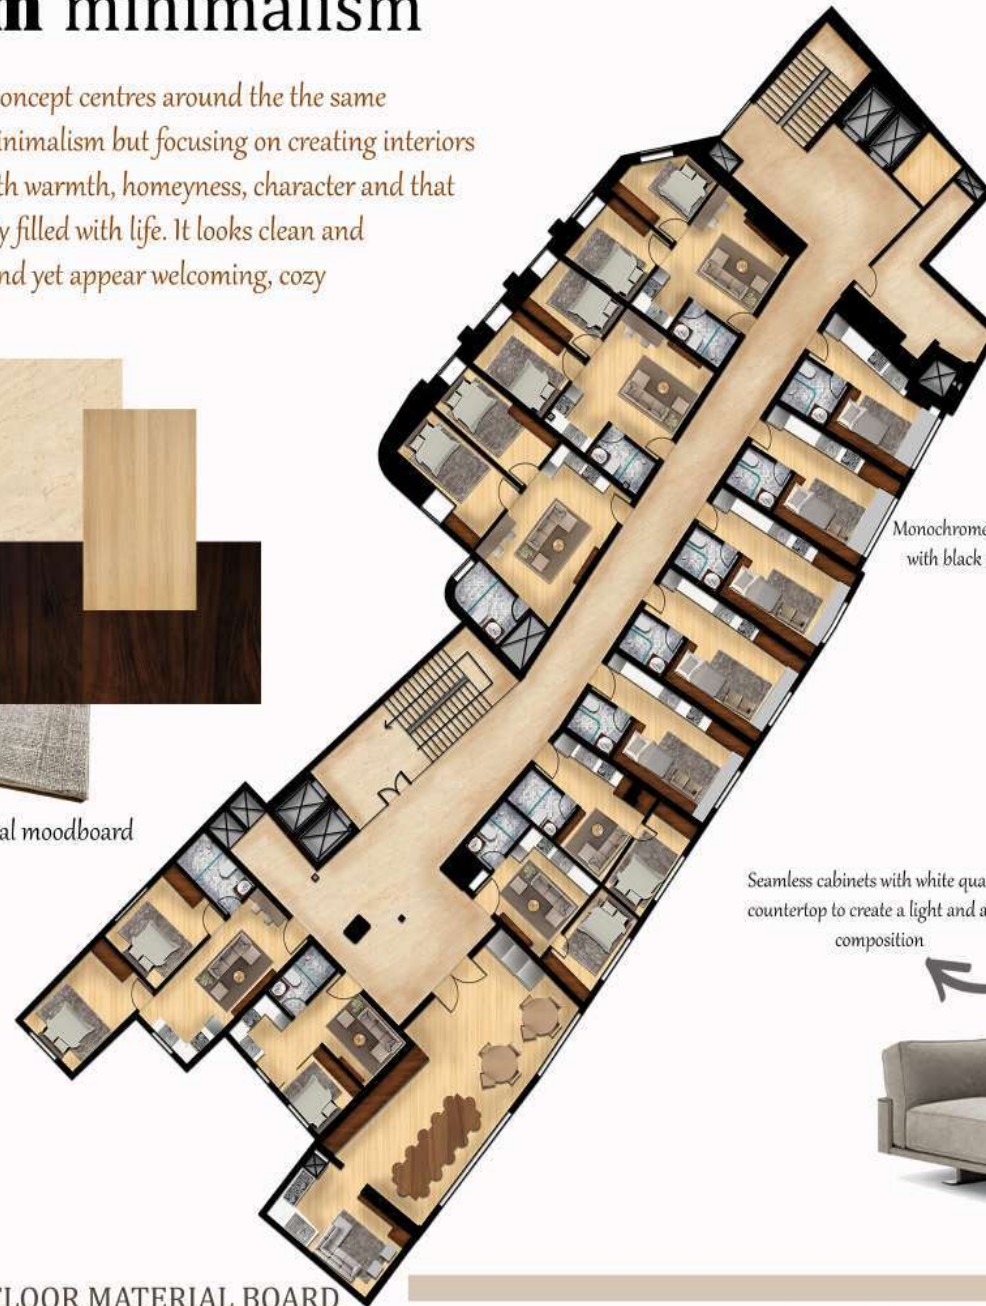 minimalism
oncept centres around the the same
inimalism but focusing on creating interiors
th warmth, homeyness, character and that
y filled with life. It looks clean and
nd yet appear welcoming, cozy
Monochrome
with black
al moodboard
Seamless cabinets with white qua
countertop to create a light and a
composition
FLOOR MATERIAL BOARD